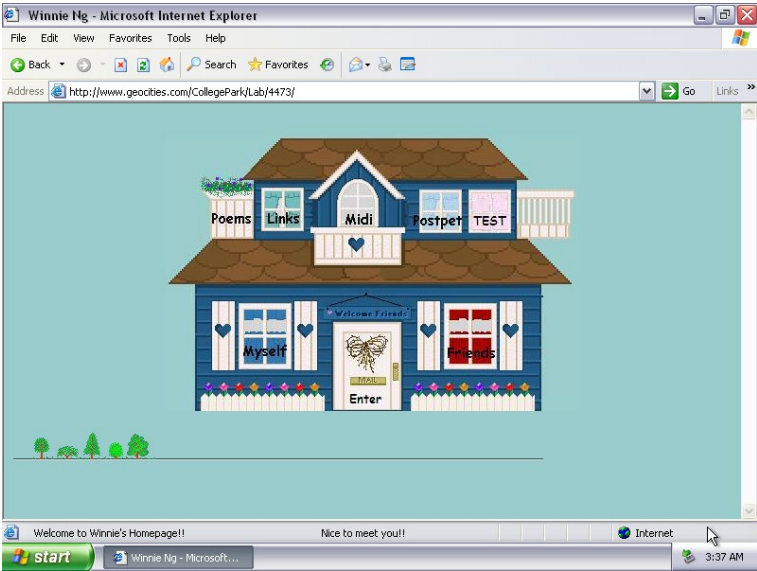 Winnie Ng - Microsoft Internet Explorer
File Edit View Favorites Tools Help
Back Search Favorites
Address http://www.geocities.com/CollegePark/Lab/4473/ Go Links »
Poems Links Midi Postpet TEST
Welcome Friends
Myself Friends
MAIL
Enter
Welcome to Winnie's Homepage!! Nice to meet you!! Internet
start Winnie Ng - Microsoft... 3:37 AM